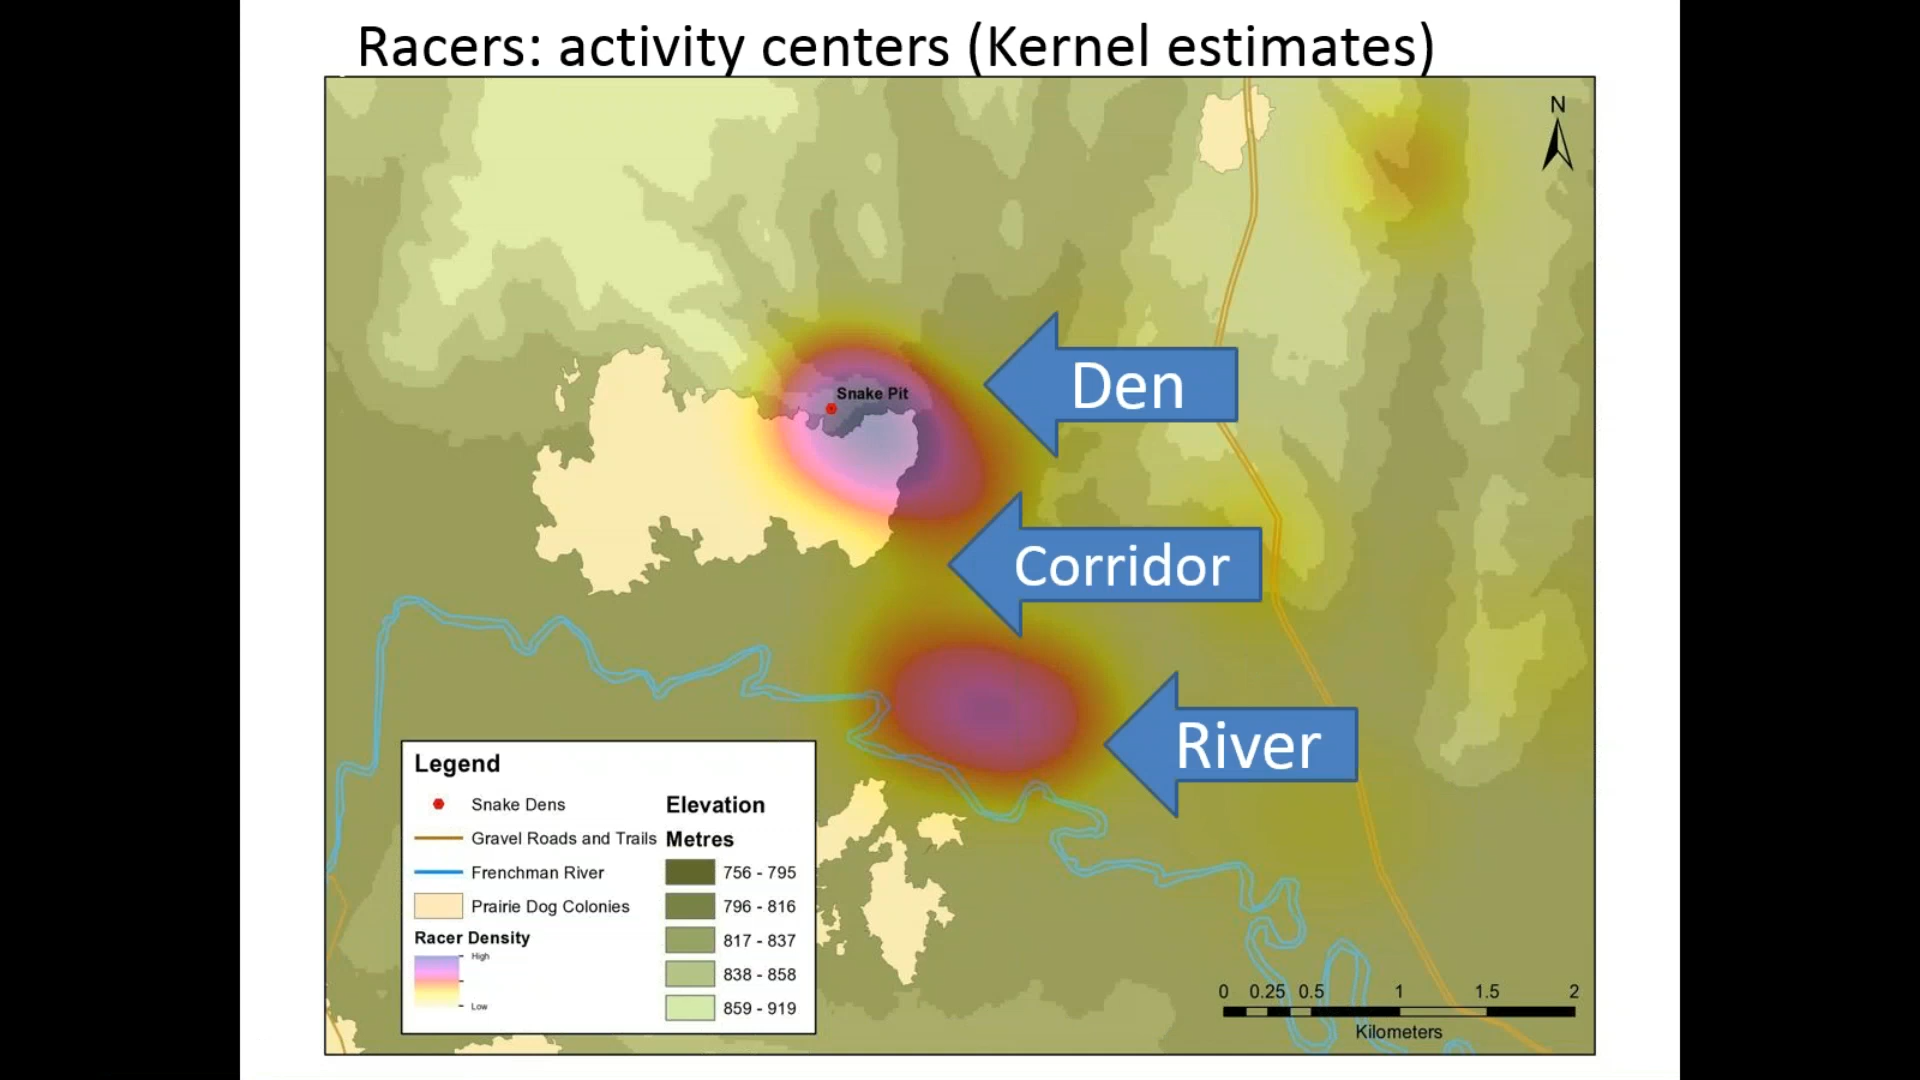 Racers: activity centers (Kernel estimates)
N
Den
Snake Pit
Corridor
River
Legend
Snake Dens
Gravel Roads and Trails
Frenchman River
Prairie Dog Colonies
Racer Density
High
Low
Elevation
Metres
756 - 795
796 - 816
817 - 837
838 - 858
859 - 919
0 0.25 0.5 1 1.5 2
Kilometers